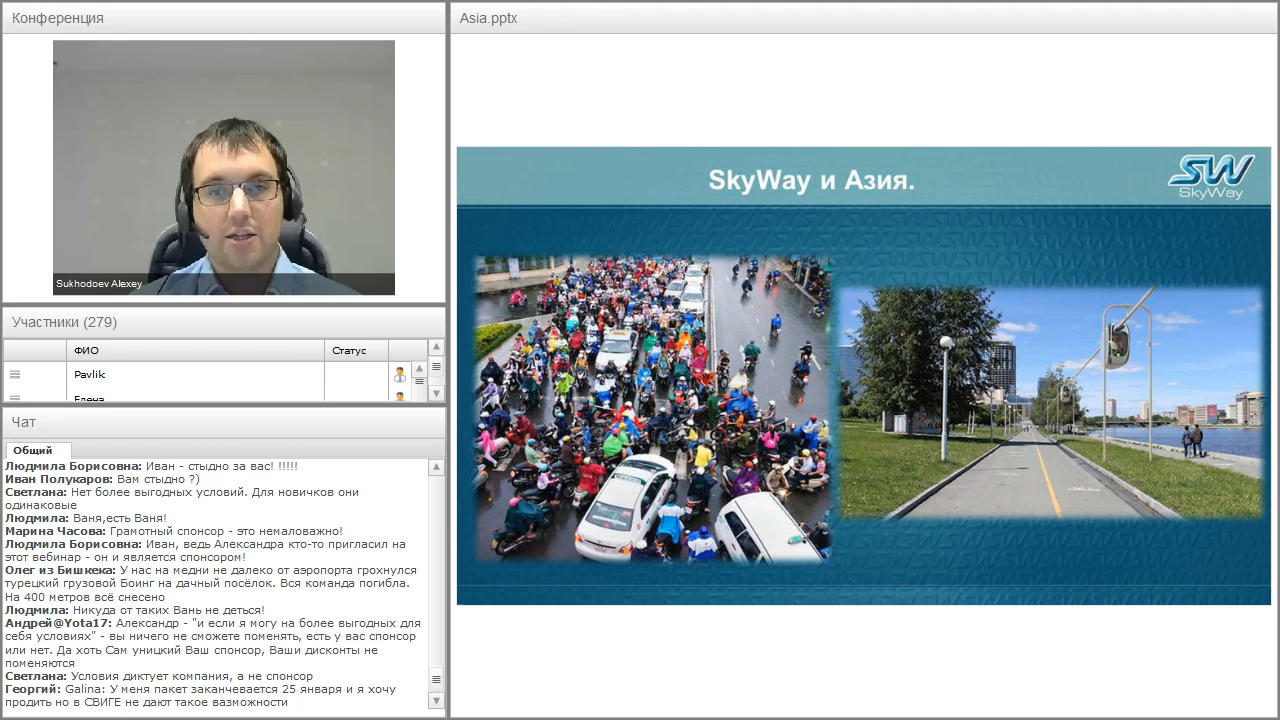 Конференция
Sukhodoev Alexey
Участники (279)
ФИО
Статус
Pavlik
Елена
Чат
Общий
Людмила Борисовна: Иван - стыдно за вас! !!!!!
Иван Полукаров: Вам стыдно ?)
Светлана: Нет более выгодных условий. Для новичков они
одинаковые
Людмила: Ваня,есть Ваня!
Марина Часова: Грамотный спонсор - это немаловажно!
Людмила Борисовна: Иван, ведь Александра кто-то пригласил на
этот вебинар - он и является спонсором!
Олег из Бишкека: У нас на медни не далеко от аэропорта грохнулся
турецкий грузовой Боинг на дачный посёлок. Вся команда погибла.
На 400 метров всё снесено
Людмила: Никуда от таких Вань не деться!
Андрей@Yota17: Александр - "и если я могу на более выгодных для
себя условиях" - вы ничего не сможете поменять, есть у вас спонсор
или нет. Да хоть Сам уницкий Ваш спонсор, Ваши дисконты не
поменяются
Светлана: Условия диктует компания, а не спонсор
Георгий: Galina: У меня пакет заканчевается 25 января и я хочу
продить но в СВИГЕ не дают такое вазможности
Asia.pptx
SkyWay и Азия.
SW
SkyWay